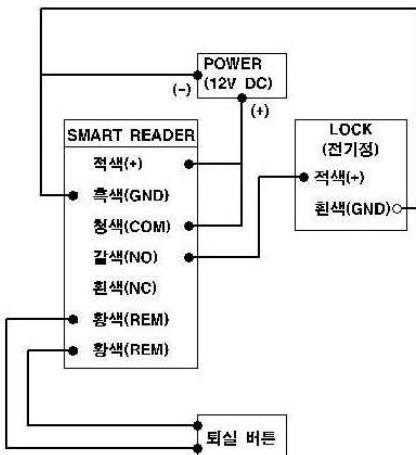 POWER
(12V DC)
(-)
(+)
SMART READER
적색(+)
흑색(GND)
청색(COM)
갈색(NO)
흰색(NC)
황색(REM)
황색(REM)
LOCK
(전기정)
적색(+)
흰색(GND)
퇴실 버튼